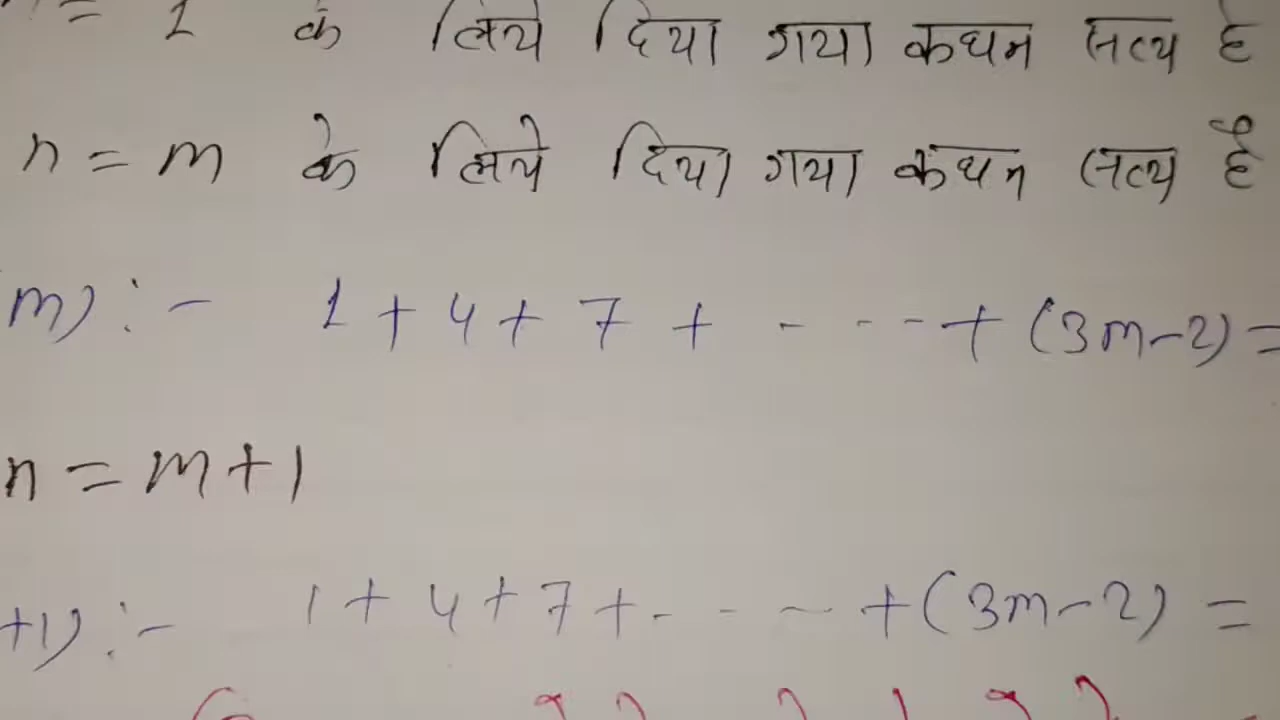 = 1 के लिये दिया गया कथन सत्य है
n = m के लिये दिया गया कथन सत्य है
m) :- 1 + 4 + 7 + - - - - + (3m-2) =
n = m+1
+1) :- 1 + 4 + 7 + - - - + (3m-2) =